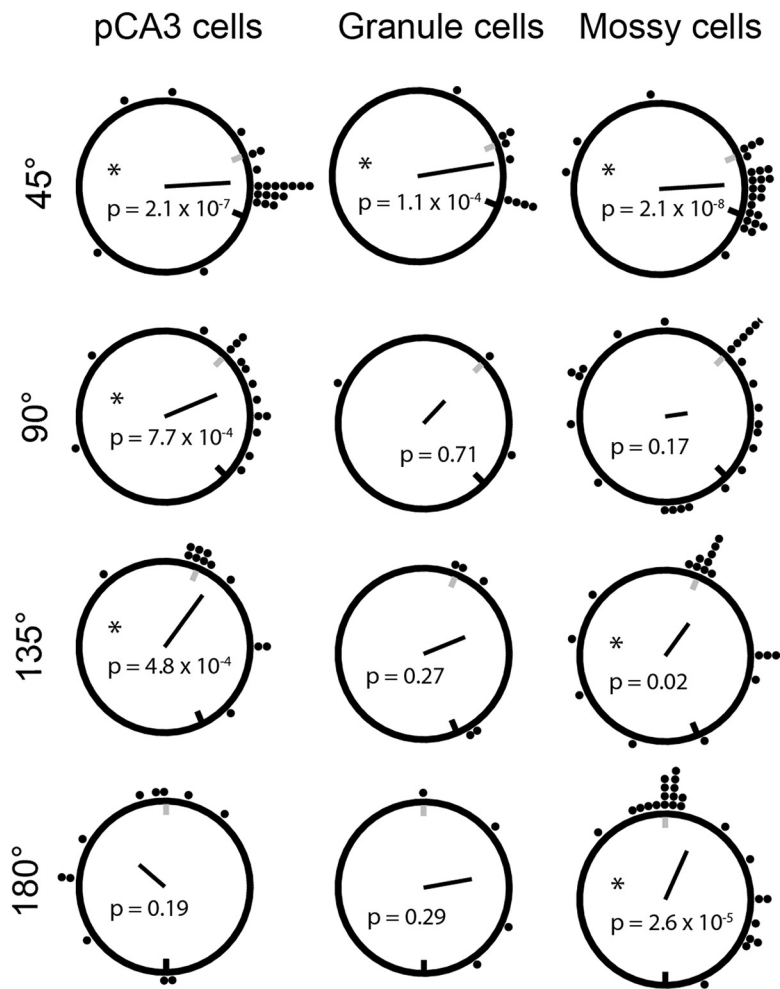 pCA3 cells Granule cells Mossy cells
45°
* p = 2.1 x 10-7
* p = 1.1 x 10-4
* p = 2.1 x 10-8
90°
* p = 7.7 x 10-4
p = 0.71
p = 0.17
135°
* p = 4.8 x 10-4
p = 0.27
* p = 0.02
180°
p = 0.19
p = 0.29
* p = 2.6 x 10-5